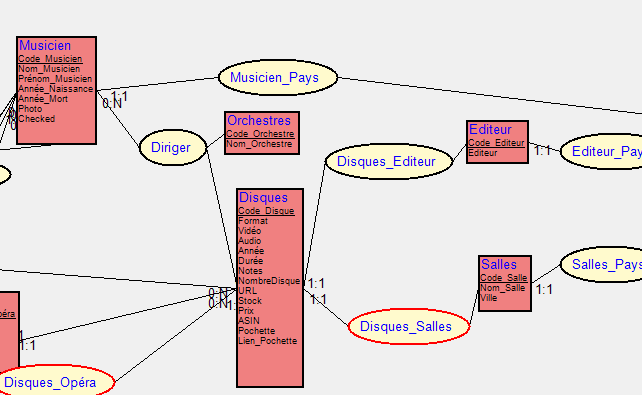 Musicien
Code_Musicien
Nom_Musicien
Prénom_Musicien
Année_Naissance
Année_Mort
Photo
Checked
1:1
0:N
Musicien_Pays
Diriger
Orchestres
Code_Orchestre
Nom_Orchestre
Disques_Editeur
Editeur
Code_Editeur
Editeur
1:1
Editeur_Pay
Disques
Code_Disque
Format
Vidéo
Audio
Année
Durée
Notes
NombreDisque
URL
Stock
Prix
ASIN
Pochette
Lien_Pochette
0:N
0:N
1:
1:1
1:1
Disques_Salles
Salles
Code_Salle
Nom_Salle
Ville
1:1
Salles_Pays
péra
1:1
Disques_Opéra